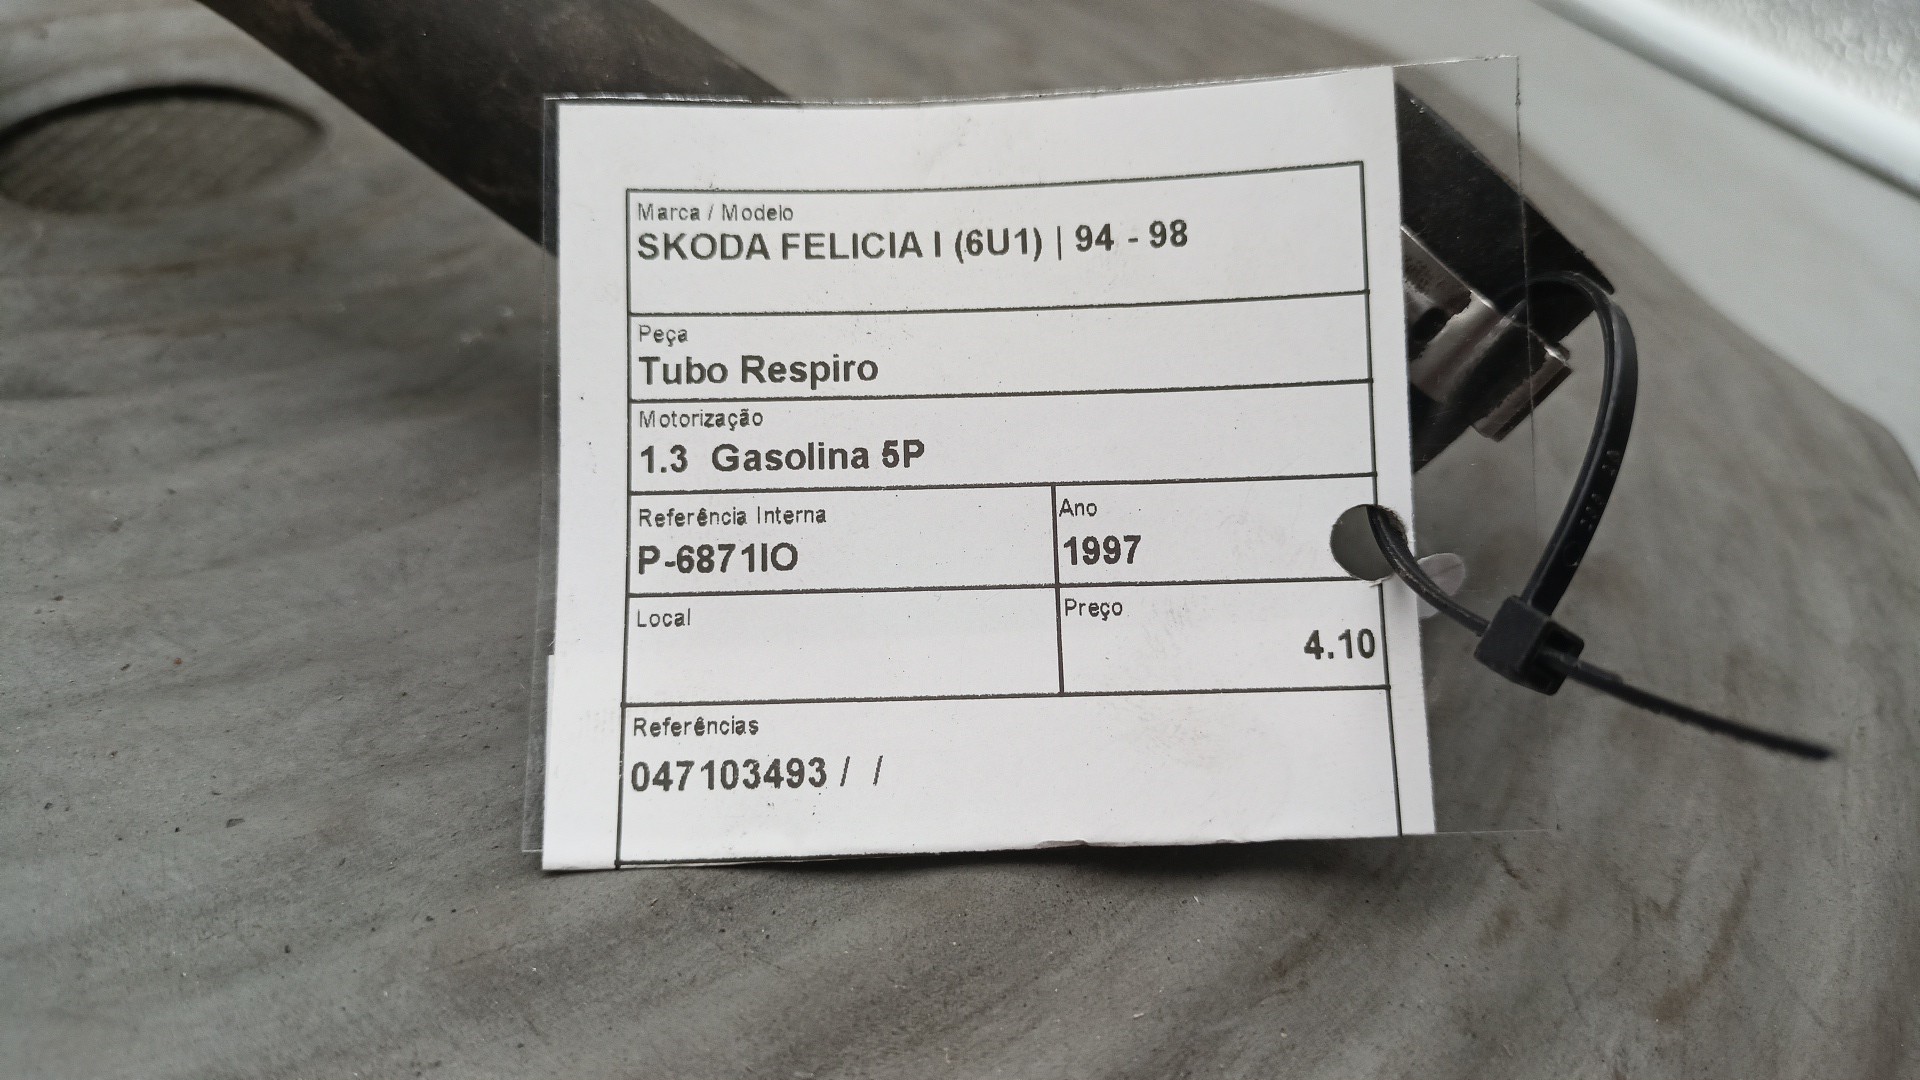 Marca / Modelo
SKODA FELICIA I (6U1) | 94 - 98
Peça
Tubo Respiro
Motorização
1.3 Gasolina 5P
Referência Interna
P-6871IO
Ano
1997
Local
Preço
4.10
Referências
047103493 / /